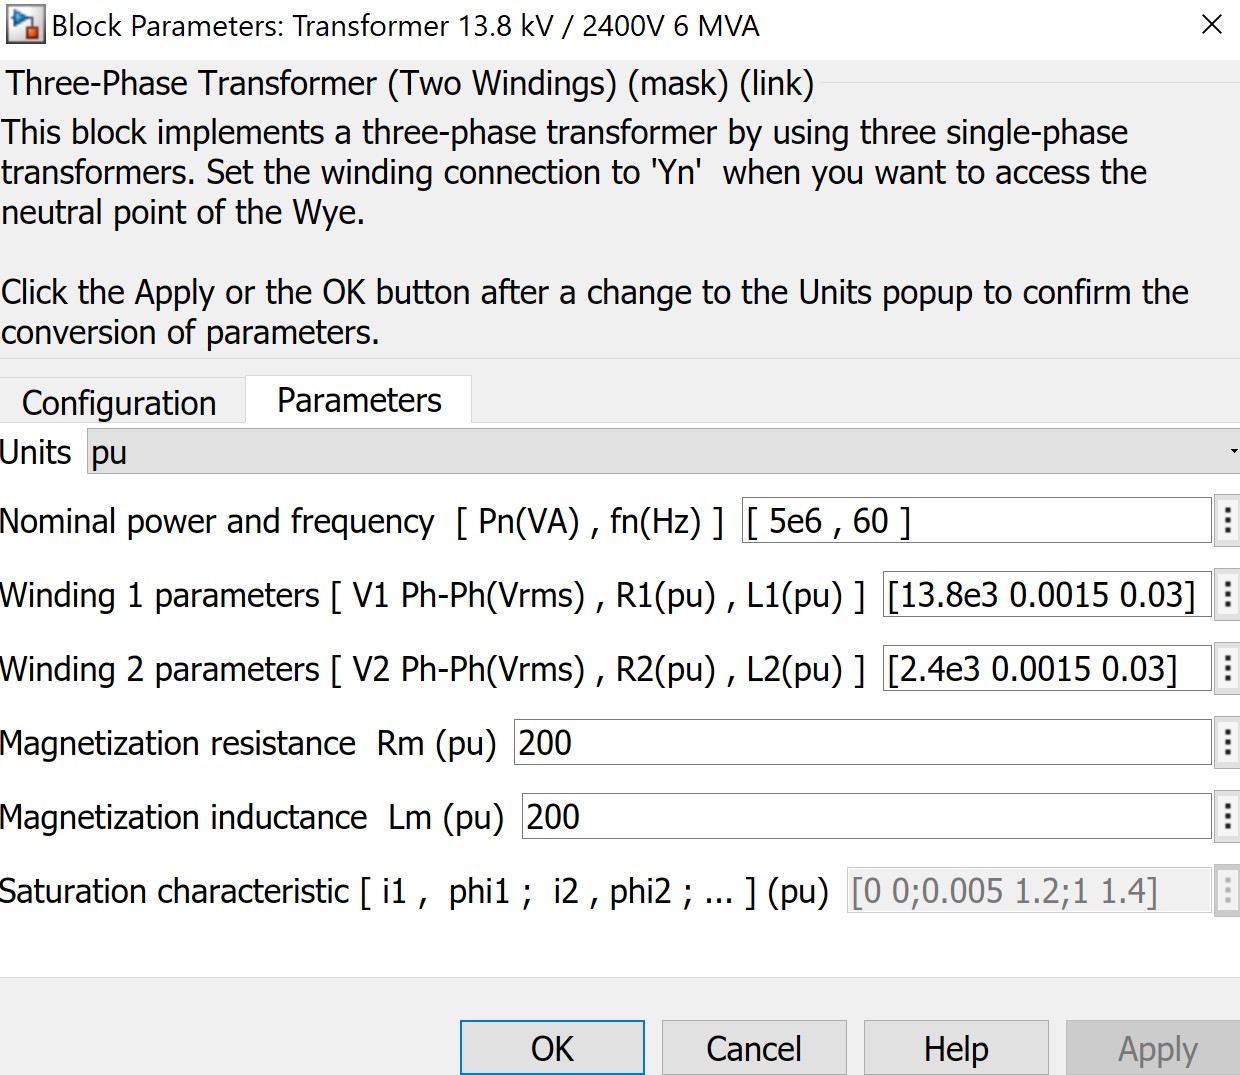 Block Parameters: Transformer 13.8 kV / 2400V 6 MVA
Three-Phase Transformer (Two Windings) (mask) (link)
This block implements a three-phase transformer by using three single-phase
transformers. Set the winding connection to 'Yn'  when you want to access the
neutral point of the Wye.
Click the Apply or the OK button after a change to the Units popup to confirm the
conversion of parameters.
Configuration Parameters
Units pu
Nominal power and frequency  [ Pn(VA) , fn(Hz) ] [ 5e6 , 60 ]
Winding 1 parameters [ V1 Ph-Ph(Vrms) , R1(pu) , L1(pu) ] [13.8e3 0.0015 0.03]
Winding 2 parameters [ V2 Ph-Ph(Vrms) , R2(pu) , L2(pu) ] [2.4e3 0.0015 0.03]
Magnetization resistance  Rm (pu) 200
Magnetization inductance  Lm (pu) 200
Saturation characteristic [ i1 ,  phi1 ;  i2 , phi2 ; ... ] (pu) [0 0;0.005 1.2;1 1.4]
OK Cancel Help Apply